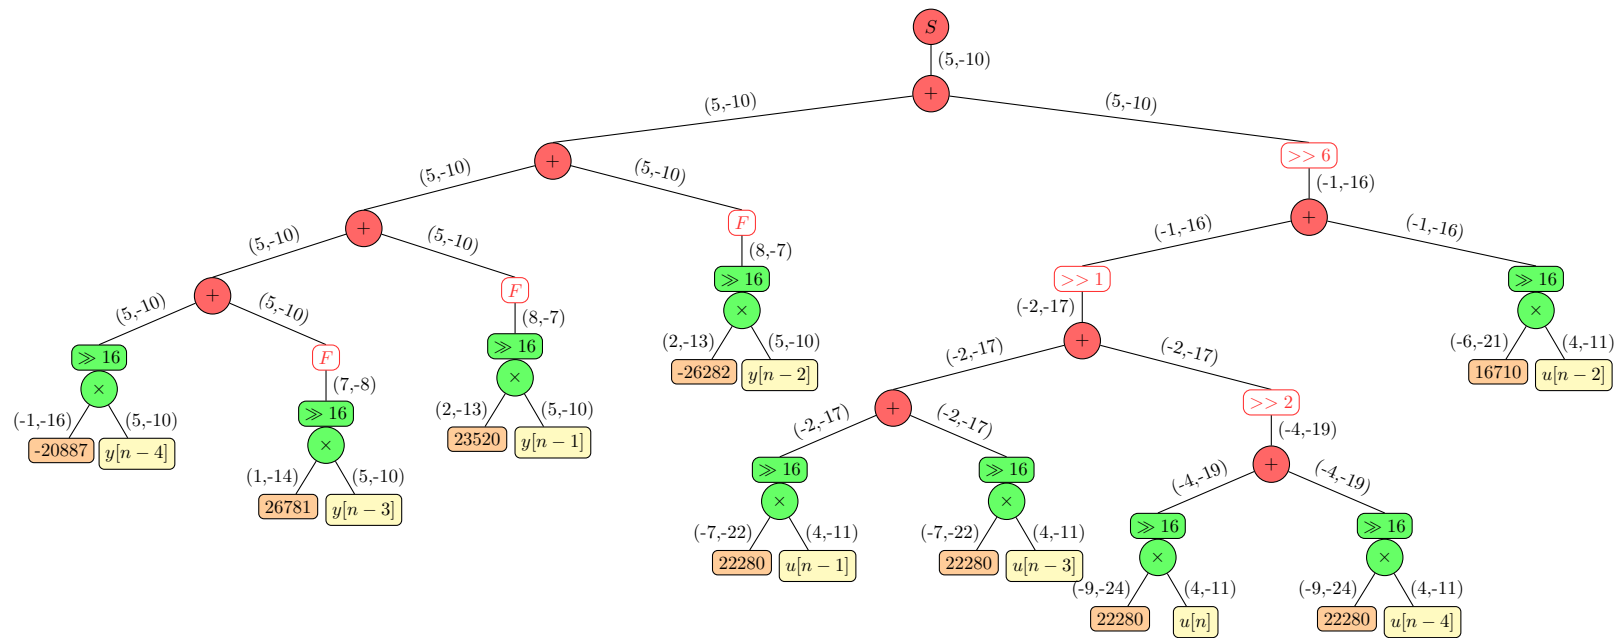 S
(5,-10)
+
(5,-10) (5,-10)
+ >> 6
(5,-10) (5,-10) (-1,-16)
+ F +
(5,-10) (5,-10) (8,-7) (-1,-16) (-1,-16)
+ F ≫ 16 >> 1 ≫ 16
× (-2,-17) ×
(5,-10) (5,-10) (8,-7) (2,-13) (5,-10) + (-6,-21) (4,-11)
≫ 16 F ≫ 16 -26282 y[n − 2] (-2,-17) (-2,-17) 16710 u[n − 2]
× (7,-8) × + >> 2
(-1,-16) (5,-10) ≫ 16 (2,-13) (5,-10) (-2,-17) (-2,-17) (-4,-19)
-20887 y[n − 4] × 23520 y[n − 1] ≫ 16 ≫ 16 +
(1,-14) (5,-10) × × (-4,-19) (-4,-19)
26781 y[n − 3] (-7,-22) (4,-11) (-7,-22) (4,-11) ≫ 16 ≫ 16
22280 u[n − 1] 22280 u[n − 3] × ×
(-9,-24) (4,-11) (-9,-24) (4,-11)
22280 u[n] 22280 u[n − 4]